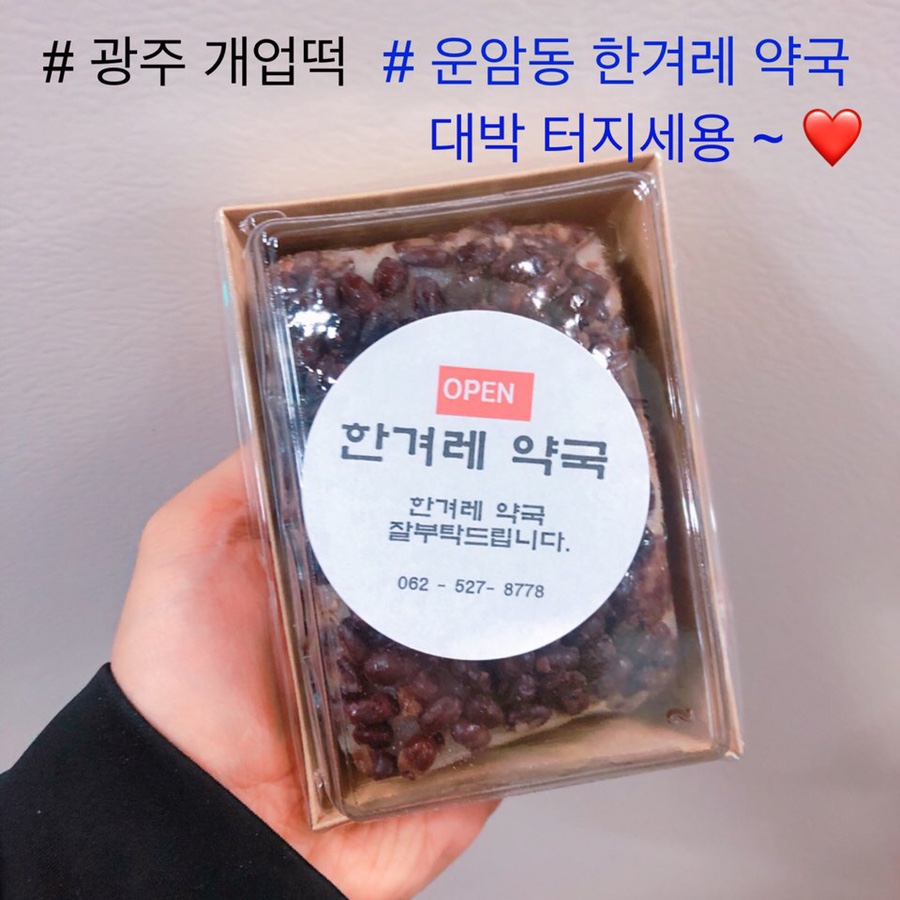 # 광주 개업떡 # 운암동 한겨레 약국
대박 터지세용 ~ ❤️
OPEN
한겨레 약국
한겨레 약국
잘부탁드립니다.
062 - 527- 8778